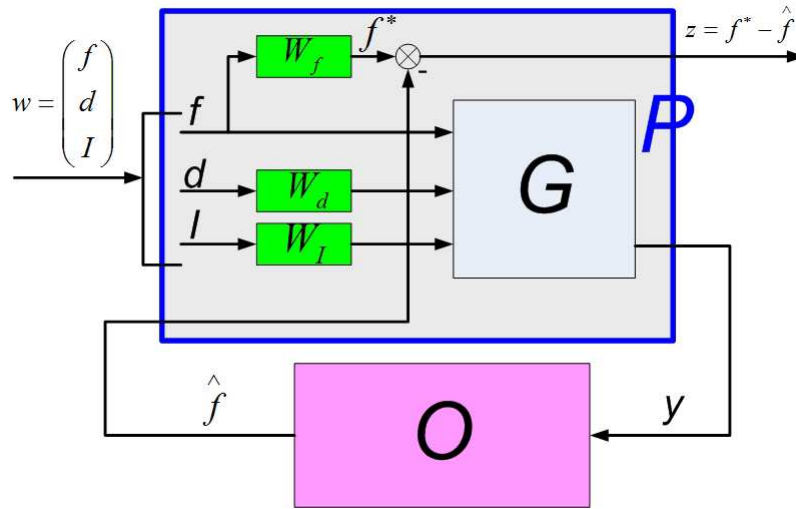 W_f
f*
-
z = f* - f̂
w = (f
d
I)
f
P
d
W_d
G
I
W_I
f̂
O
y